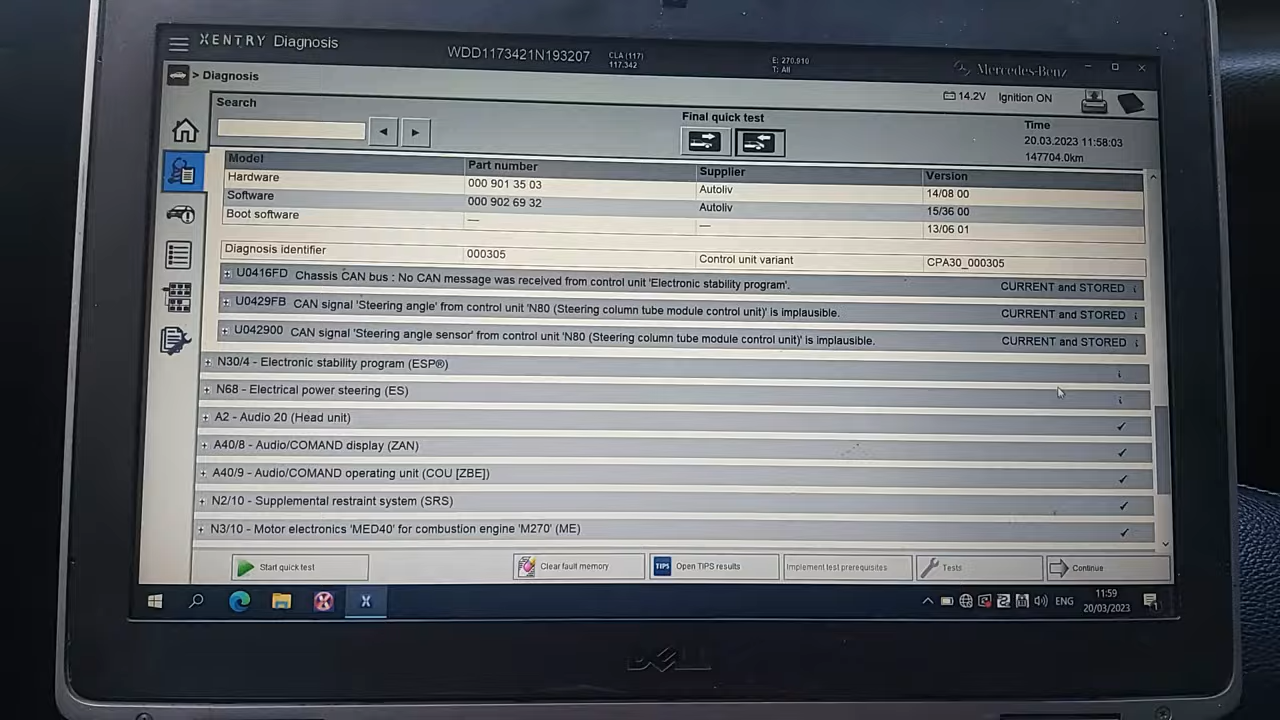 XENTRY Diagnosis
WDD1173421N193207
CLA (117)
117.342
E: 270.910
T: All
Mercedes-Benz
> Diagnosis
14.2V Ignition ON
Search
Final quick test
Time
20.03.2023 11:58:03
147704.0km
Model Part number Supplier Version
Hardware 000 901 35 03 Autoliv 14/08 00
Software 000 902 69 32 Autoliv 15/36 00
Boot software — — 13/06 01
Diagnosis identifier 000305 Control unit variant CPA30_000305
U0416FD Chassis CAN bus : No CAN message was received from control unit 'Electronic stability program'. CURRENT and STORED
U0429FB CAN signal 'Steering angle' from control unit 'N80 (Steering column tube module control unit)' is implausible. CURRENT and STORED
U042900 CAN signal 'Steering angle sensor' from control unit 'N80 (Steering column tube module control unit)' is implausible. CURRENT and STORED
N30/4 - Electronic stability program (ESP®)
N68 - Electrical power steering (ES)
A2 - Audio 20 (Head unit)
A40/8 - Audio/COMAND display (ZAN)
A40/9 - Audio/COMAND operating unit (COU [ZBE])
N2/10 - Supplemental restraint system (SRS)
N3/10 - Motor electronics 'MED40' for combustion engine 'M270' (ME)
Start quick test
Clear fault memory
TIPS Open TIPS results
Implement test prerequisites
Tests
Continue
ENG
11:59
20/03/2023
DELL